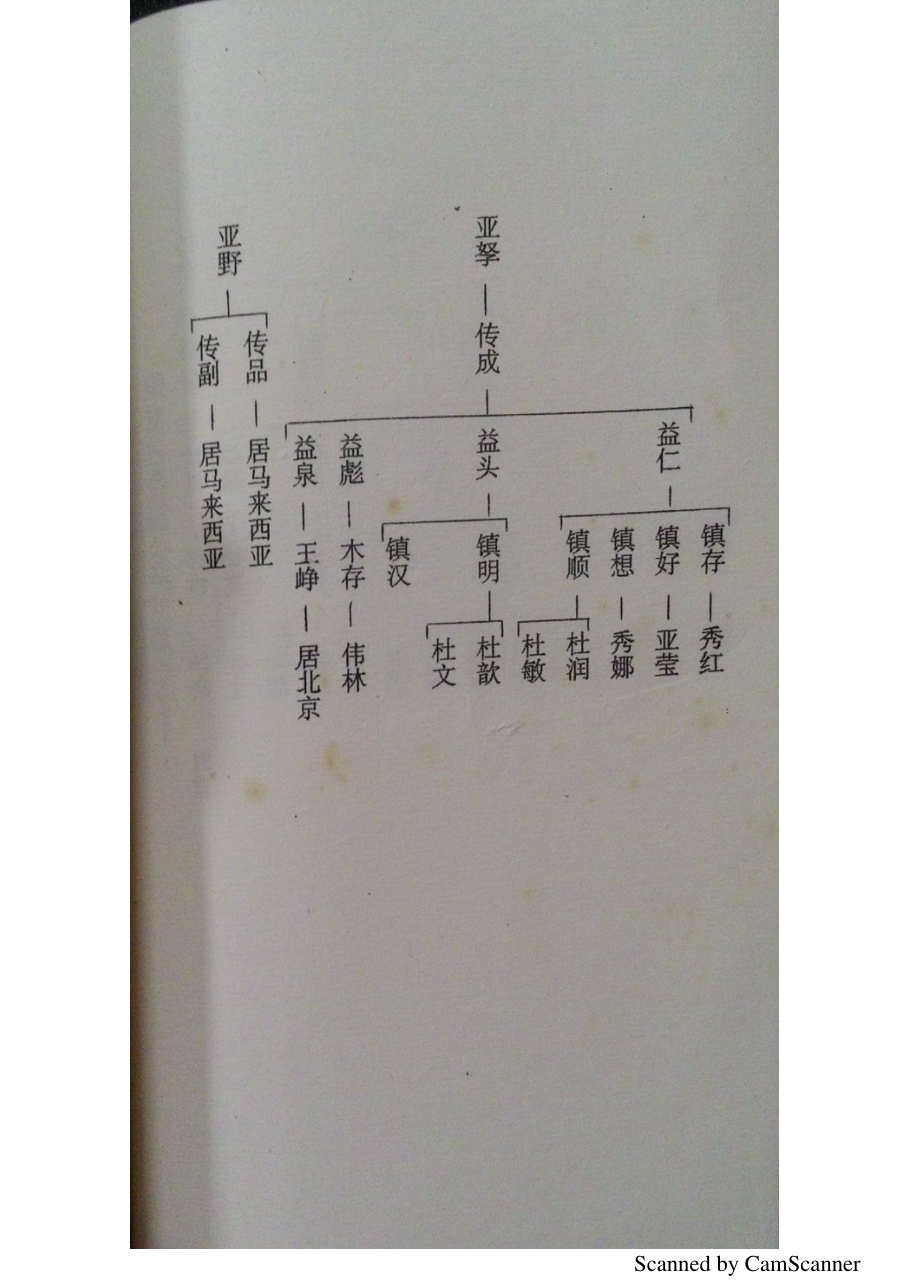 亚孥
传成
益仁
镇存
秀红
镇好
亚莹
镇想
秀娜
镇顺
杜润
杜敏
益头
镇明
杜歆
杜文
镇汉
益彪
木存
伟林
益泉
王峥
居北京
亚野
传品
居马来西亚
传副
居马来西亚
Scanned by CamScanner